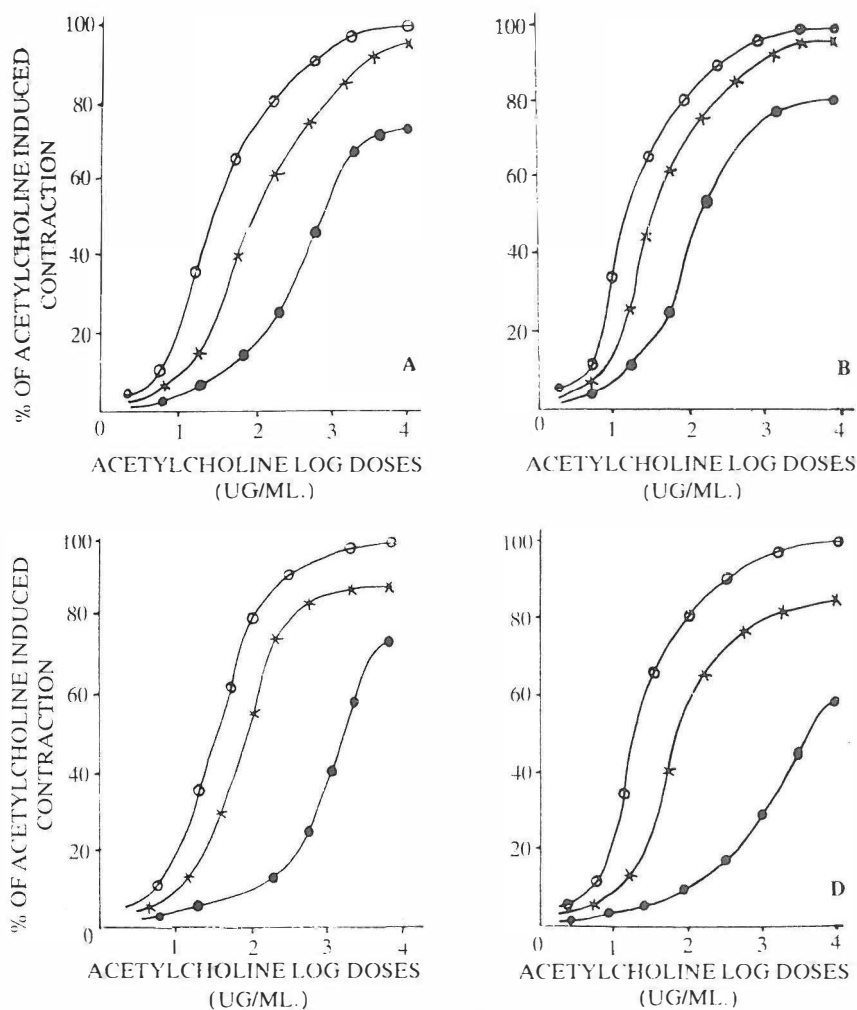 % OF ACETYLCHOLINE INDUCED
CONTRACTION
100
80
60
40
20
0 1 2 3 4
A
ACETYLCHOLINE LOG DOSES
(UG/ML.)
100
80
60
40
20
0 1 2 3 4
B
ACETYLCHOLINE LOG DOSES
(UG/ML.)
% OF ACETYLCHOLINE INDUCED
CONTRACTION
100
80
60
40
20
0 1 2 3 4
ACETYLCHOLINE LOG DOSES
(UG/ML.)
100
80
60
40
20
0 1 2 3 4
D
ACETYLCHOLINE LOG DOSES
(UG/ML.)